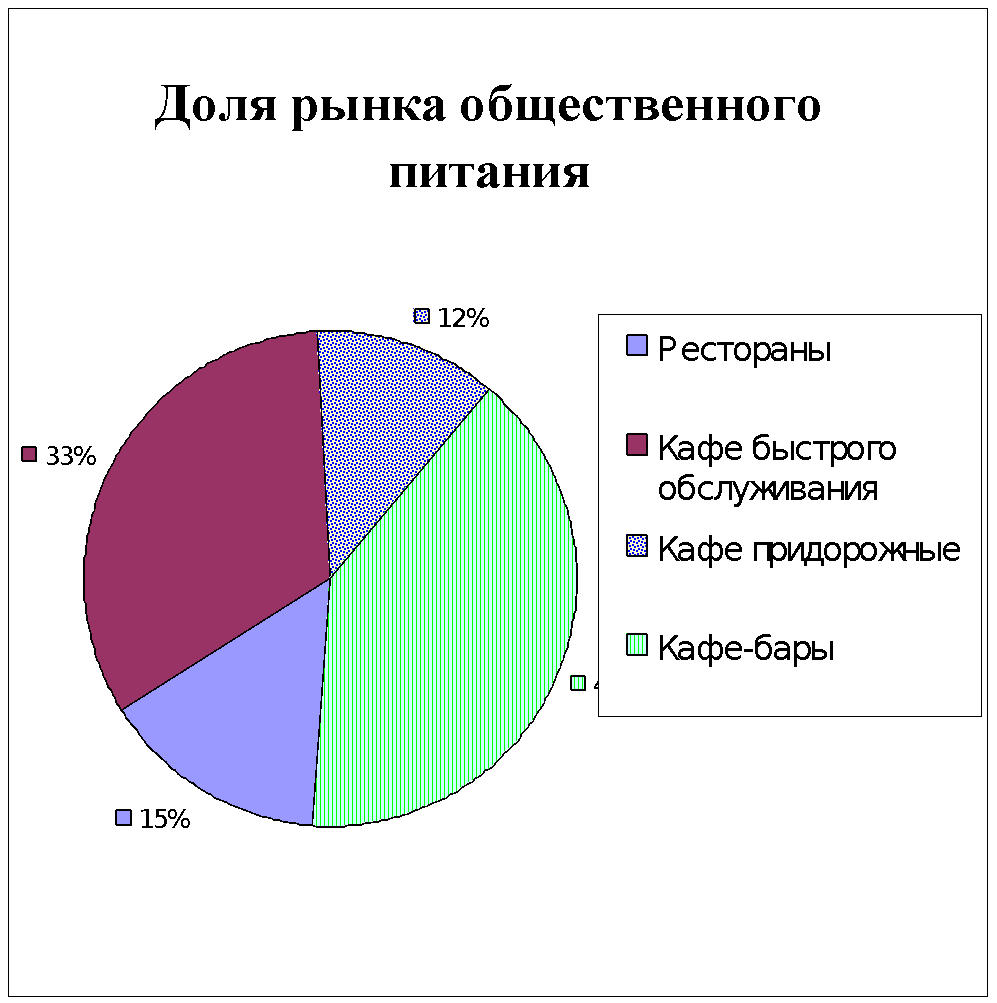 Доля рынка общественного
питания
12%
33%
15%
Рестораны
Кафе быстрого
обслуживания
Кафе придорожные
Кафе-бары